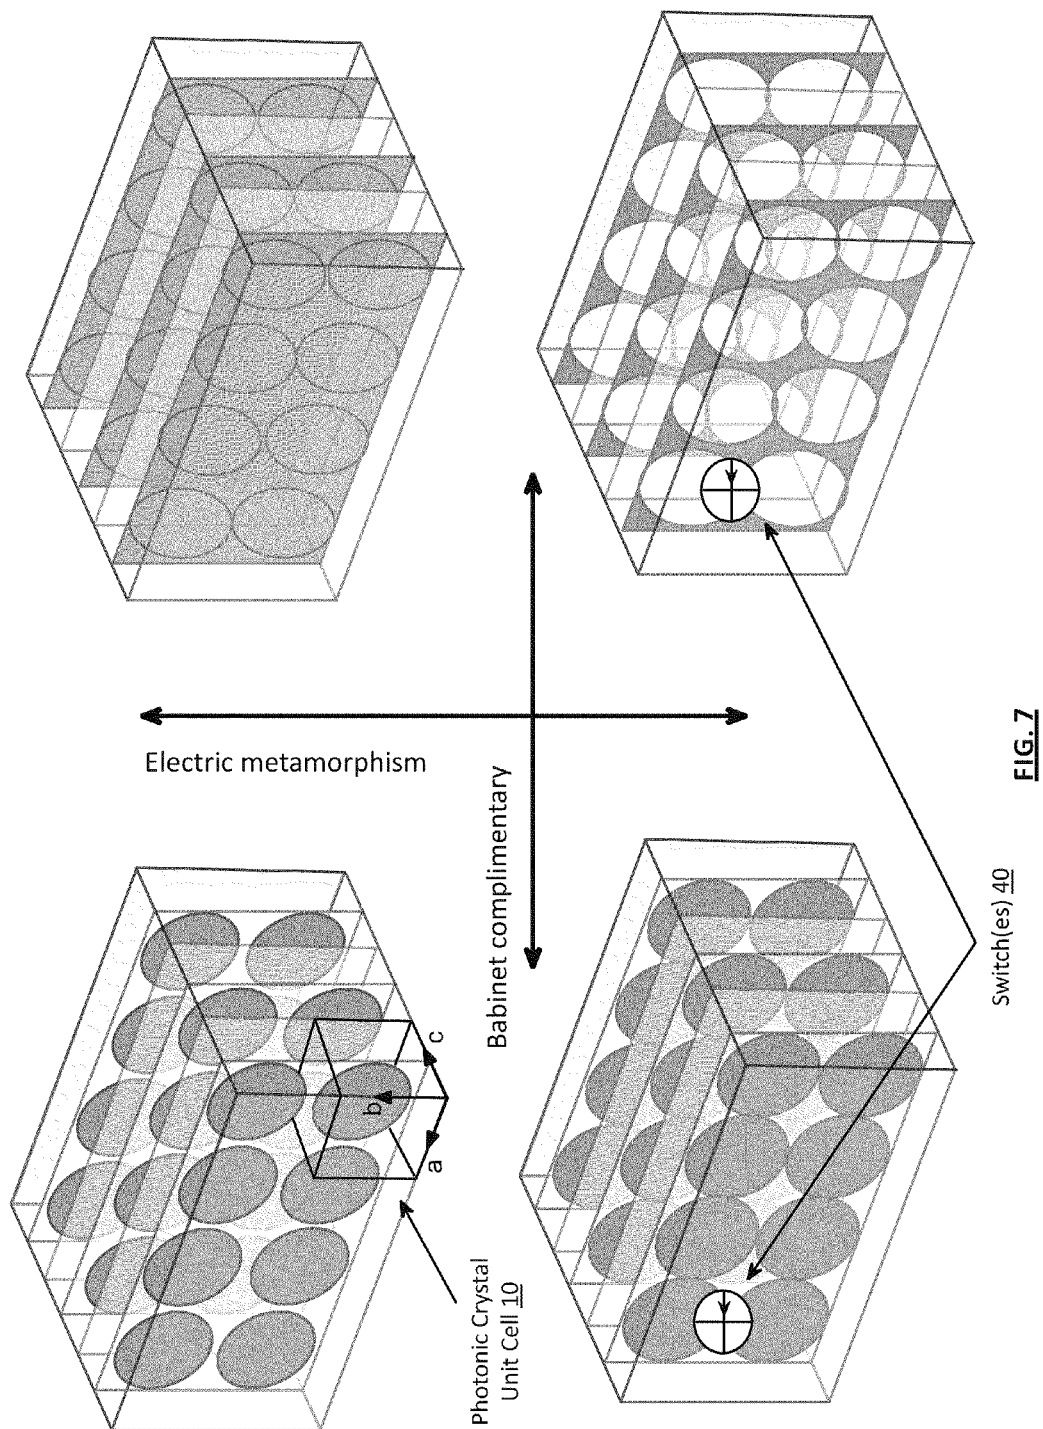 Electric metamorphism
Babinet complimentary
c
b
a
Photonic Crystal
Unit Cell 10
Switch(es) 40
FIG. 7